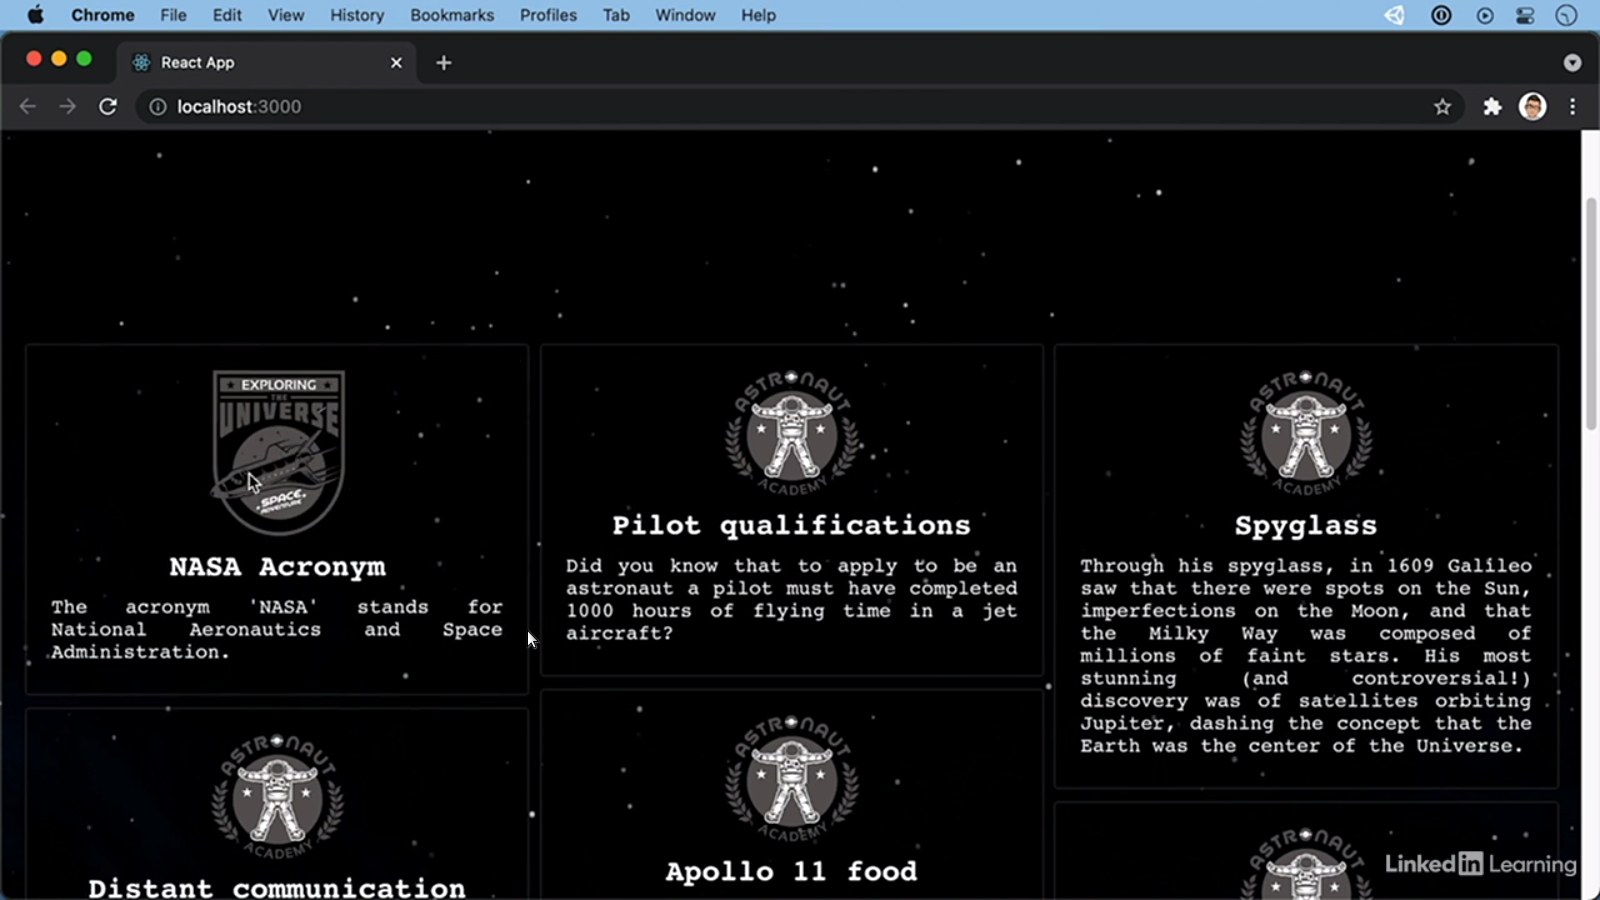 Chrome File Edit View History Bookmarks Profiles Tab Window Help
React App
localhost:3000
EXPLORING
THE
UNIVERSE
SPACE
ADVENTURE
NASA Acronym
The acronym 'NASA' stands for
National Aeronautics and Space
Administration.
ASTRONAUT
ACADEMY
Pilot qualifications
Did you know that to apply to be an
astronaut a pilot must have completed
1000 hours of flying time in a jet
aircraft?
ASTRONAUT
ACADEMY
Spyglass
Through his spyglass, in 1609 Galileo
saw that there were spots on the Sun,
imperfections on the Moon, and that
the Milky Way was composed of
millions of faint stars. His most
stunning (and controversial!)
discovery was of satellites orbiting
Jupiter, dashing the concept that the
Earth was the center of the Universe.
ASTRONAUT
ACADEMY
Distant communication
ASTRONAUT
ACADEMY
Apollo 11 food
ASTRONAUT
LinkedIn Learning